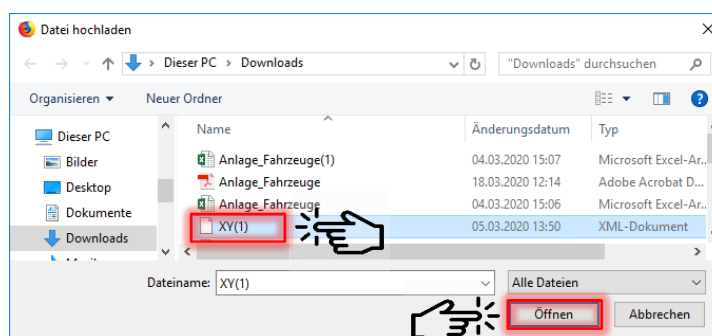 Datei hochladen
Dieser PC > Downloads
"Downloads" durchsuchen
Organisieren
Neuer Ordner
Name Änderungsdatum Typ
Dieser PC
Bilder
Desktop
Dokumente
Downloads
Anlage_Fahrzeuge(1) 04.03.2020 15:07 Microsoft Excel-Ar...
Anlage_Fahrzeuge 18.03.2020 12:14 Adobe Acrobat D...
Anlage_Fahrzeuge 04.03.2020 15:06 Microsoft Excel-Ar...
XY(1) 05.03.2020 13:50 XML-Dokument
Dateiname: XY(1) Alle Dateien
Öffnen Abbrechen